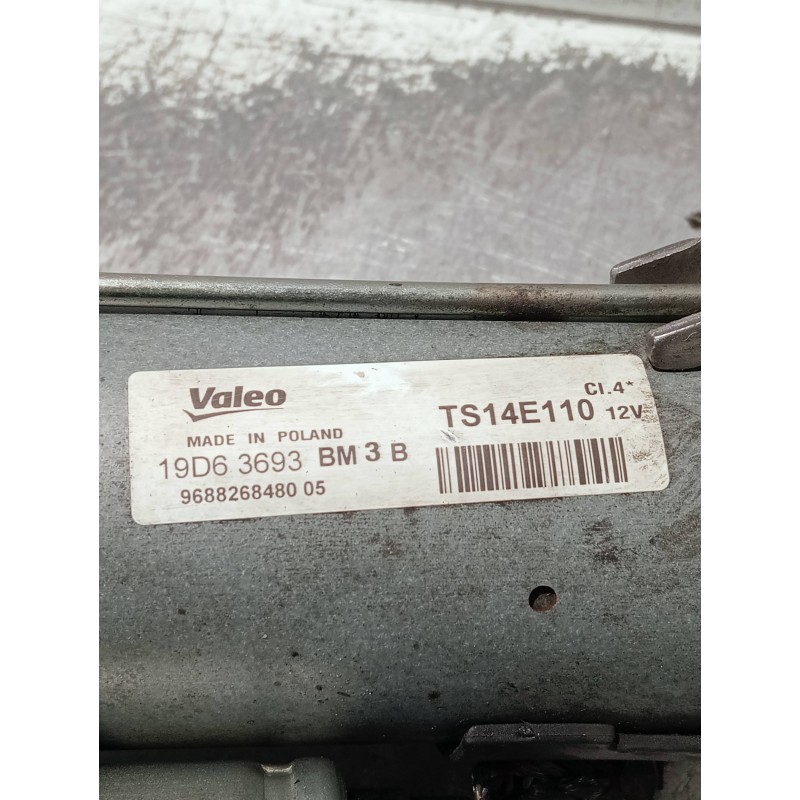 Valeo
MADE IN POLAND
19D6 3693 BM 3 B
9688268480 05
Cl.4*
TS14E110 12V